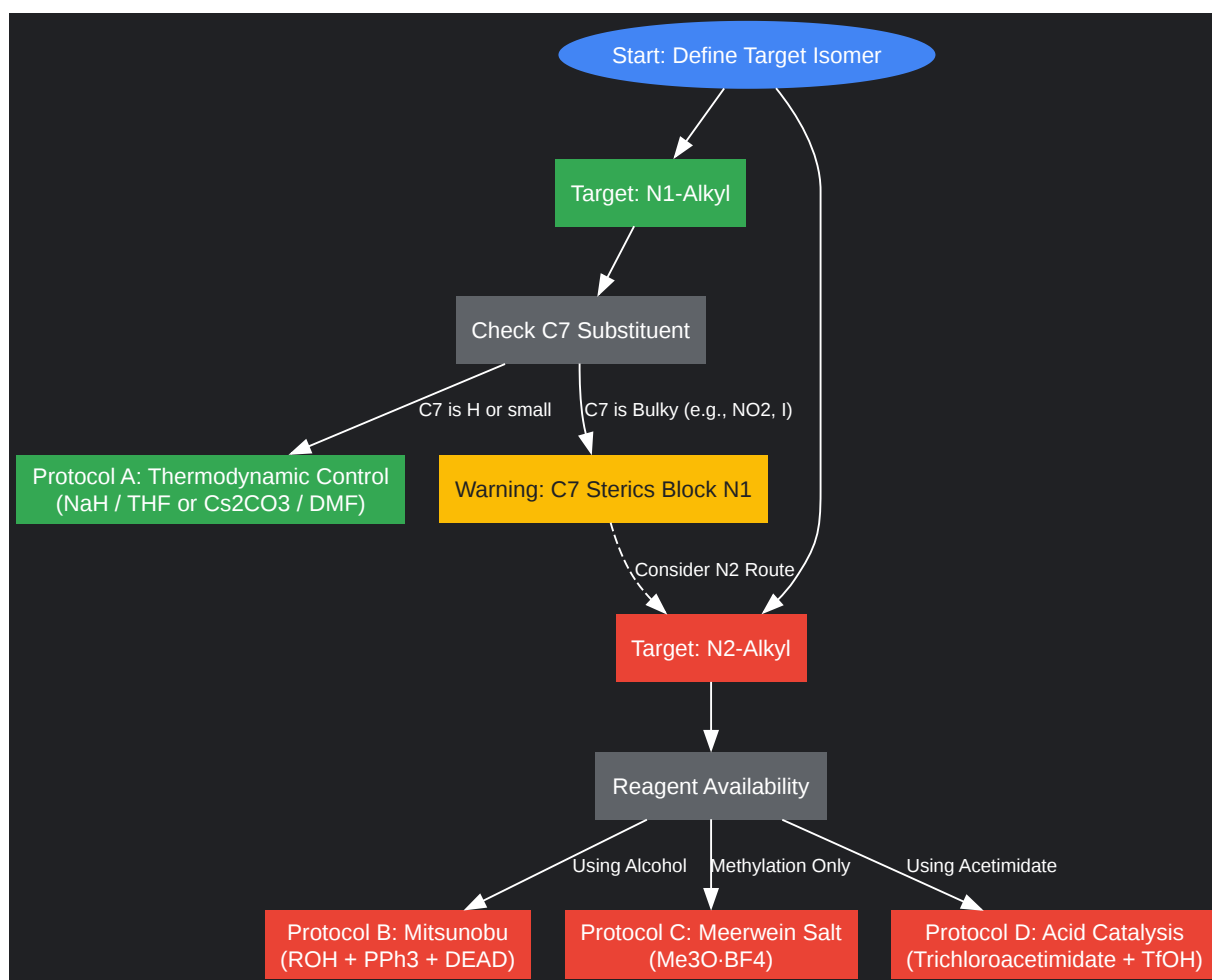 Start: Define Target Isomer
Target: N1-Alkyl
Check C7 Substituent
C7 is H or small
C7 is Bulky (e.g., NO2, I)
Protocol A: Thermodynamic Control
(NaH / THF or Cs2CO3 / DMF)
Warning: C7 Sterics Block N1
Consider N2 Route
Target: N2-Alkyl
Reagent Availability
Using Alcohol
Methylation Only
Using Acetimidate
Protocol B: Mitsunobu
(ROH + PPh3 + DEAD)
Protocol C: Meerwein Salt
(Me3O·BF4)
Protocol D: Acid Catalysis
(Trichloroacetimidate + TfOH)